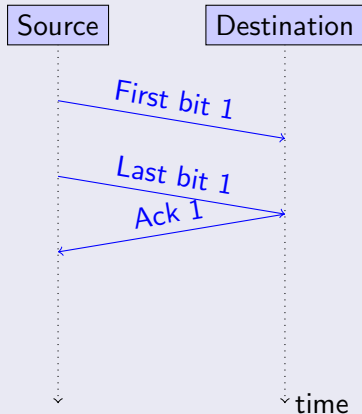 Source
Destination
First bit 1
Last bit 1
Ack 1
time